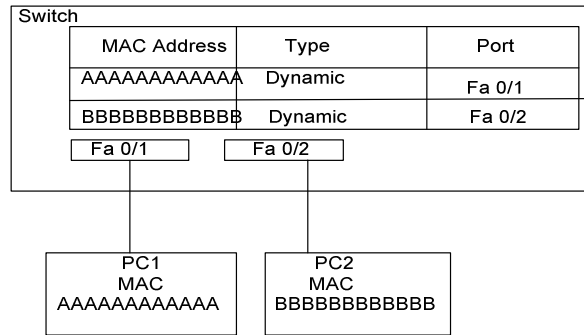 Switch
MAC Address Type Port
AAAAAAAAAAAA Dynamic Fa 0/1
BBBBBBBBBBBB Dynamic Fa 0/2
Fa 0/1 Fa 0/2
PC1 PC2
MAC MAC
AAAAAAAAAAAA BBBBBBBBBBBB